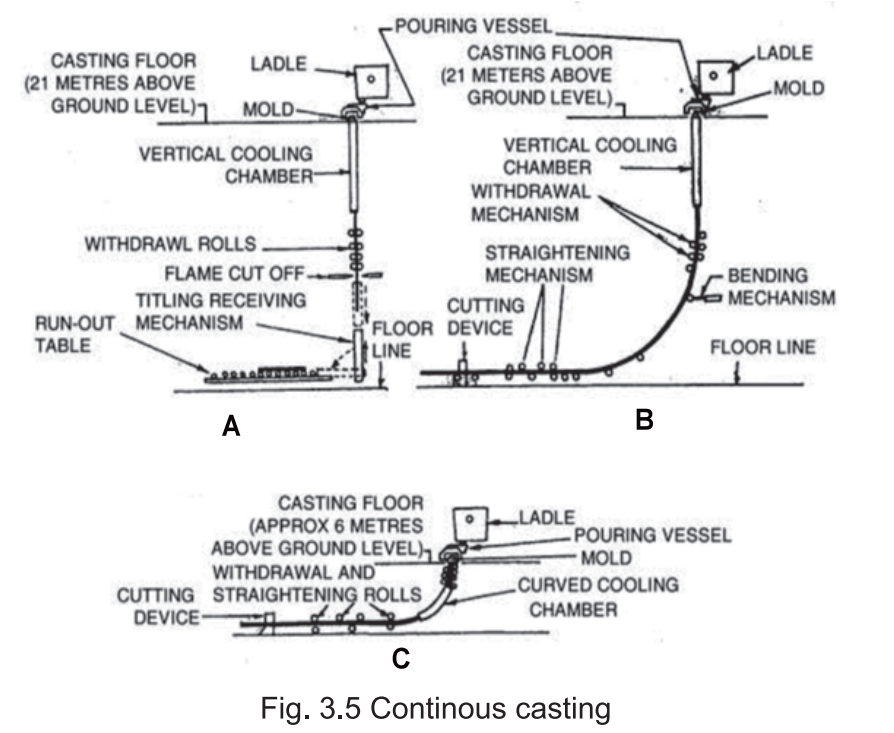 POURING VESSEL
CASTING FLOOR
(21 METRES ABOVE
GROUND LEVEL)
LADLE
MOLD
VERTICAL COOLING
CHAMBER
WITHDRAWL ROLLS
FLAME CUT OFF
TITLING RECEIVING
MECHANISM
RUN-OUT
TABLE
FLOOR
LINE
A
CASTING FLOOR
(21 METERS ABOVE
GROUND LEVEL)
LADLE
MOLD
VERTICAL COOLING
CHAMBER
WITHDRAWAL
MECHANISM
STRAIGHTENING
MECHANISM
BENDING
MECHANISM
CUTTING
DEVICE
FLOOR LINE
B
CASTING FLOOR
(APPROX 6 METRES
ABOVE GROUND LEVEL)
LADLE
POURING VESSEL
MOLD
WITHDRAWAL AND
STRAIGHTENING ROLLS
CUTTING
DEVICE
CURVED COOLING
CHAMBER
C
Fig. 3.5 Continous casting